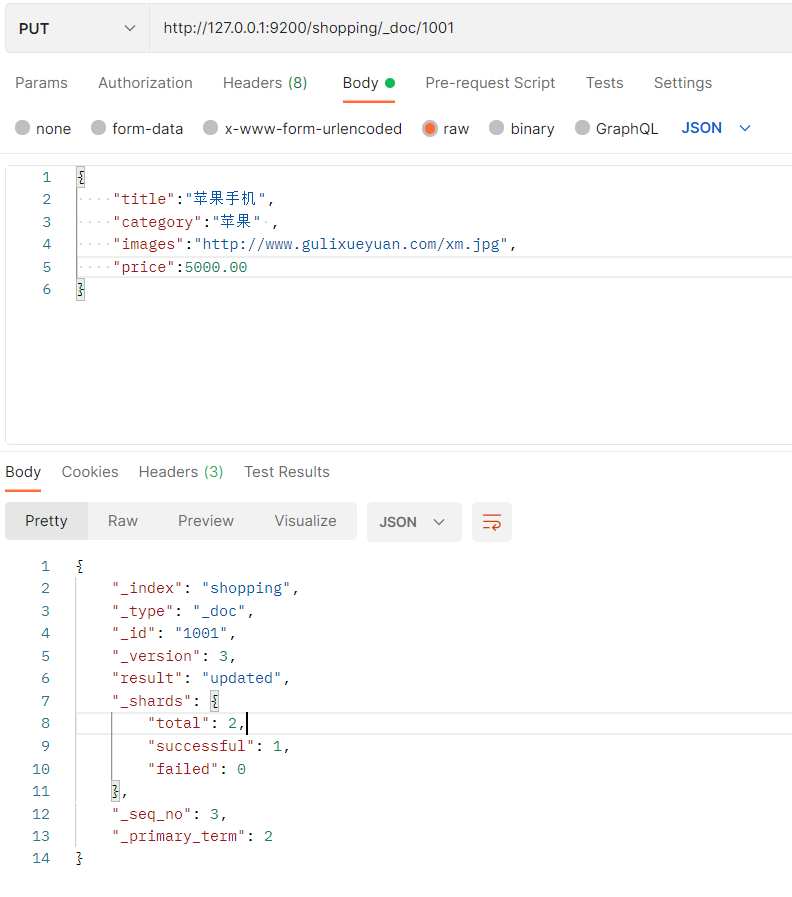 PUT http://127.0.0.1:9200/shopping/_doc/1001
Params Authorization Headers (8) Body Pre-request Script Tests Settings
none form-data x-www-form-urlencoded raw binary GraphQL JSON
1 {
2 ····"title":"苹果手机",
3 ····"category":"苹果"·,
4 ····"images":"http://www.gulixueyuan.com/xm.jpg",
5 ····"price":5000.00
6 }
Body Cookies Headers (3) Test Results
Pretty Raw Preview Visualize JSON
1 {
2 "_index": "shopping",
3 "_type": "_doc",
4 "_id": "1001",
5 "_version": 3,
6 "result": "updated",
7 "_shards": {
8 "total": 2,
9 "successful": 1,
10 "failed": 0
11 },
12 "_seq_no": 3,
13 "_primary_term": 2
14 }